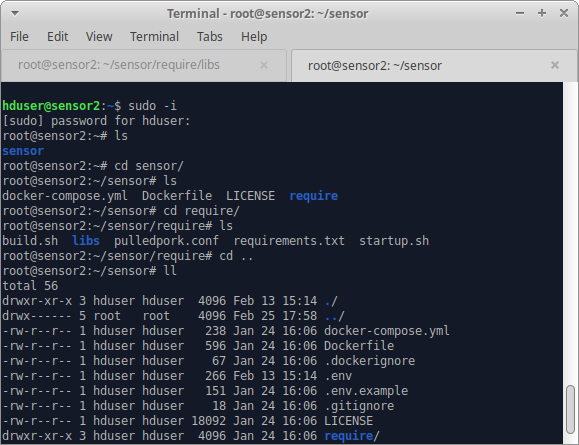 Terminal - root@sensor2: ~/sensor
File Edit View Terminal Tabs Help
root@sensor2: ~/sensor/require/libs
root@sensor2: ~/sensor
hduser@sensor2:~$ sudo -i
[sudo] password for hduser:
root@sensor2:~# ls
sensor
root@sensor2:~# cd sensor/
root@sensor2:~/sensor# ls
docker-compose.yml  Dockerfile  LICENSE  require
root@sensor2:~/sensor# cd require/
root@sensor2:~/sensor/require# ls
build.sh  libs  pulledpork.conf  requirements.txt  startup.sh
root@sensor2:~/sensor/require# cd ..
root@sensor2:~/sensor# ll
total 56
drwxr-xr-x 3 hduser hduser  4096 Feb 13 15:14 ./
drwx------ 5 root   root    4096 Feb 25 17:58 ../
-rw-r--r-- 1 hduser hduser   238 Jan 24 16:06 docker-compose.yml
-rw-r--r-- 1 hduser hduser   596 Jan 24 16:06 Dockerfile
-rw-r--r-- 1 hduser hduser    67 Jan 24 16:06 .dockerignore
-rw-r--r-- 1 hduser hduser   266 Feb 13 15:14 .env
-rw-r--r-- 1 hduser hduser   151 Jan 24 16:06 .env.example
-rw-r--r-- 1 hduser hduser    18 Jan 24 16:06 .gitignore
-rw-r--r-- 1 hduser hduser 18092 Jan 24 16:06 LICENSE
drwxr-xr-x 3 hduser hduser  4096 Jan 24 16:06 require/